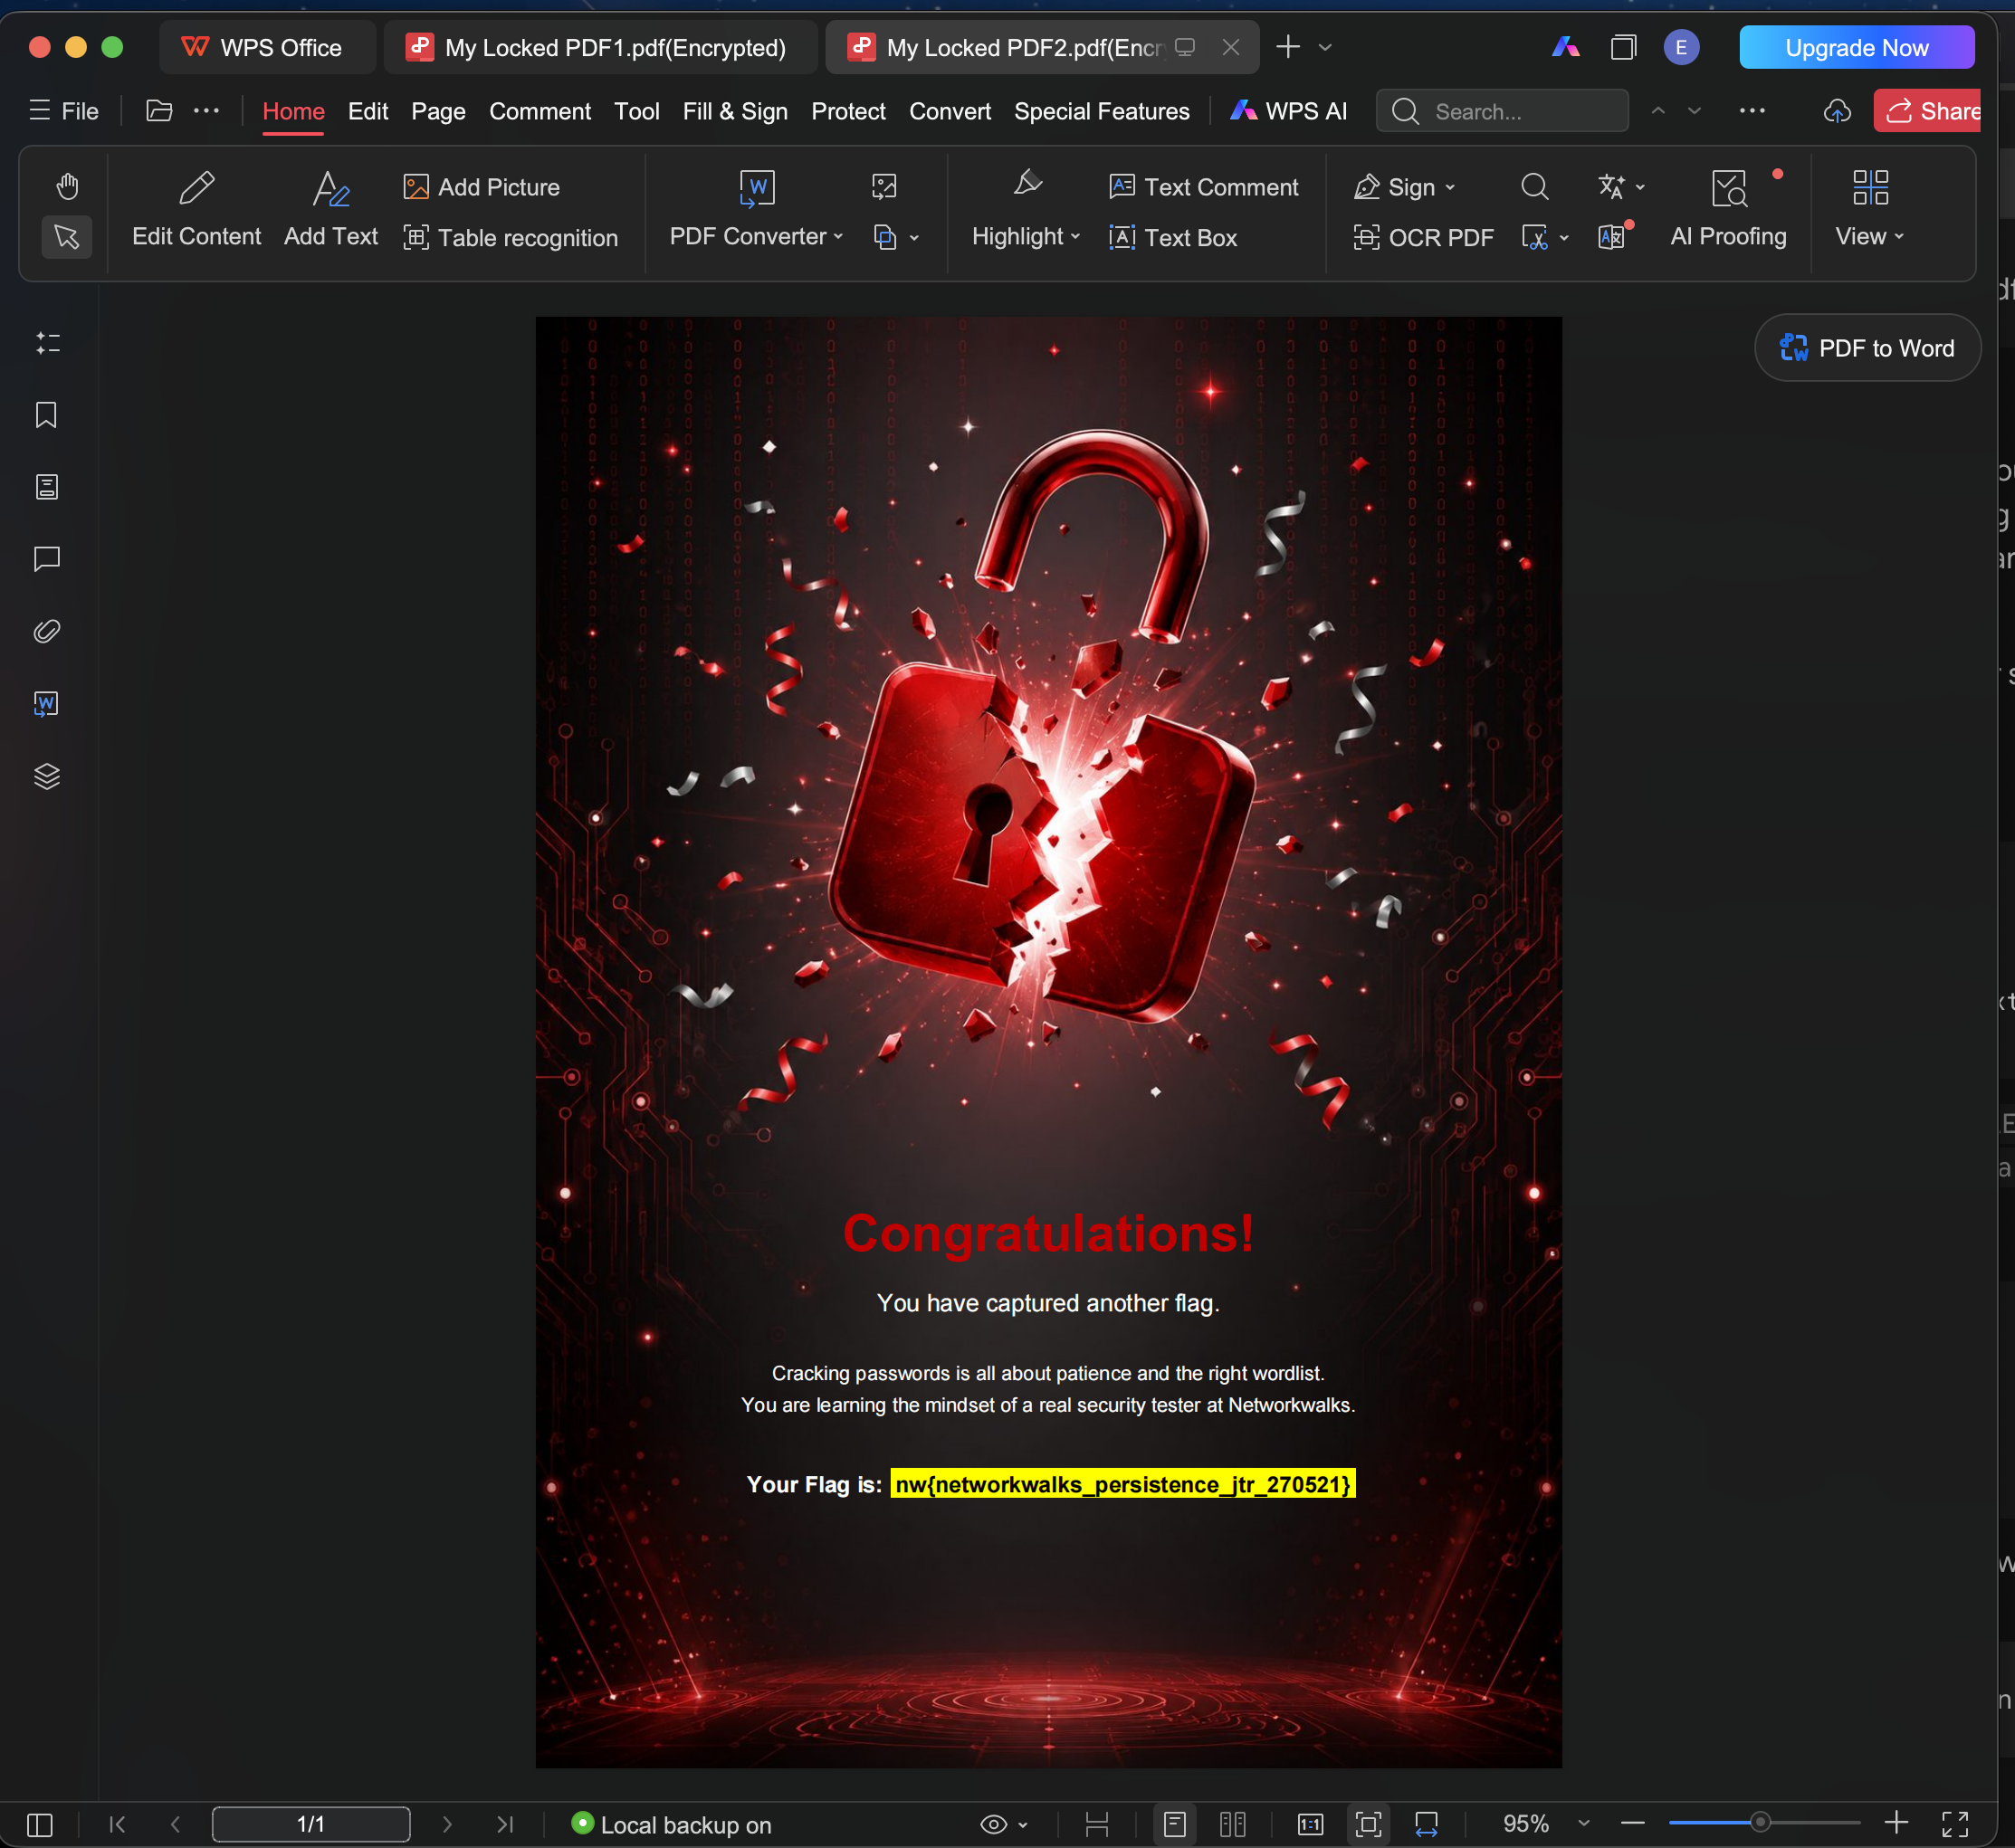 WPS Office
My Locked PDF1.pdf(Encrypted)
My Locked PDF2.pdf(Encr
E
Upgrade Now
File
Home
Edit
Page
Comment
Tool
Fill & Sign
Protect
Convert
Special Features
WPS AI
Search...
Share
Edit Content
Add Text
Add Picture
Table recognition
PDF Converter
Highlight
Text Comment
Text Box
Sign
OCR PDF
AI Proofing
View
PDF to Word
Congratulations!
You have captured another flag.
Cracking passwords is all about patience and the right wordlist.
You are learning the mindset of a real security tester at Networkwalks.
Your Flag is: nw{networkwalks_persistence_jtr_270521}
1/1
Local backup on
1:1
95%